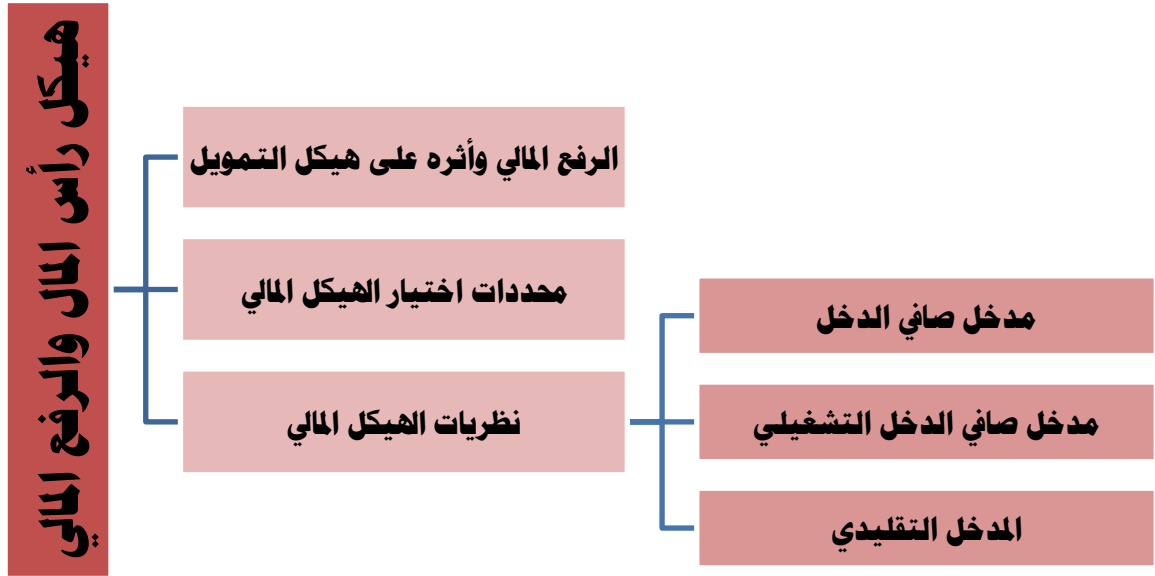 هيكل رأس المال والرفع المالي
الرفع المالي وأثره على هيكل التمويل
محددات اختيار الهيكل المالي
نظريات الهيكل المالي
مدخل صافي الدخل
مدخل صافي الدخل التشغيلي
المدخل التقليدي